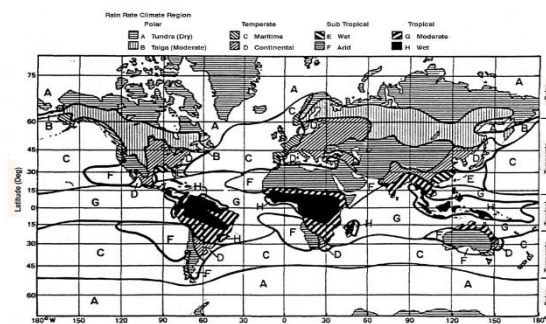 Rain Rate Climate Region
Polar Temperate Sub Tropical Tropical
A Tundra (Dry) C Maritime E Wet G Moderate
B Taiga (Moderate) D Continental F Arid H Wet
Latitude (Deg)
75
60
45
30
15
0
15
30
45
60
A
A
A
C
B
A
B
B
C
D
B
C
D
D
C
F
D
H
F
F
E
G
G
H
G
H
F
H
F
G
F
C
D
C
D
C
D
F
A
A
A
180°W 150 120 90 60 30 0 30 60 90 120 150 180